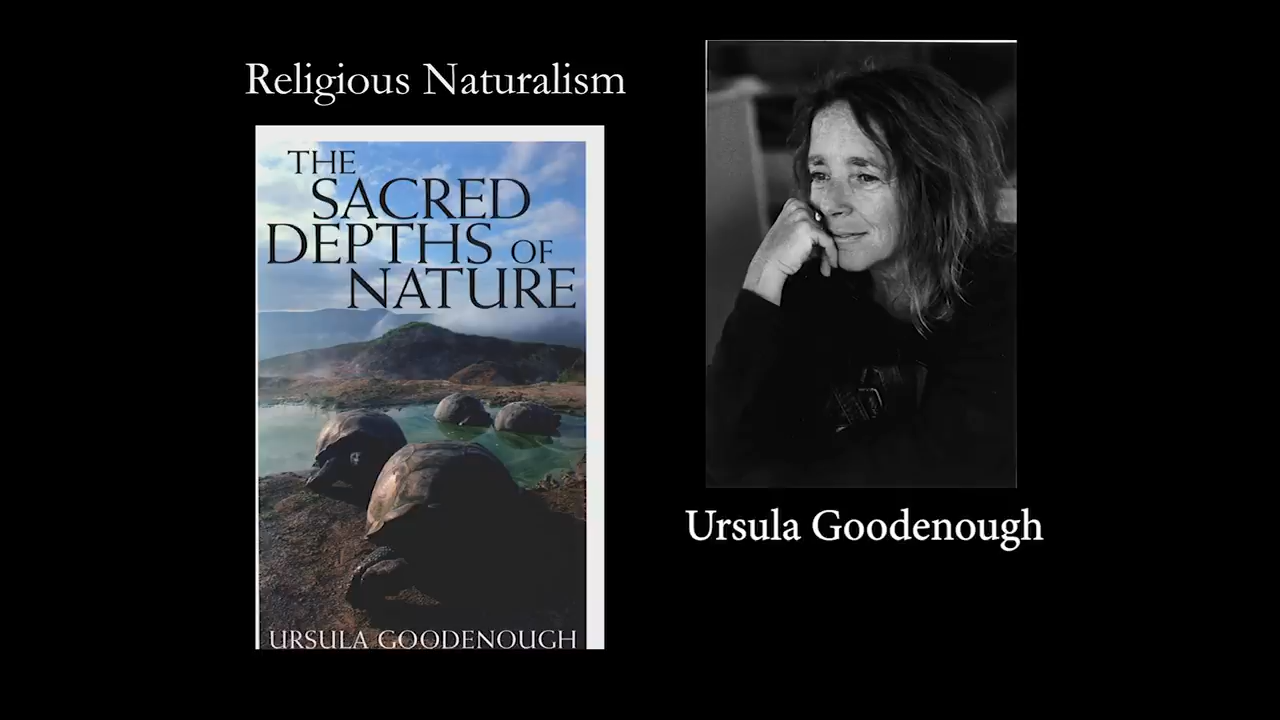 Religious Naturalism
THE
SACRED
DEPTHS OF
NATURE
URSULA GOODENOUGH
Ursula Goodenough